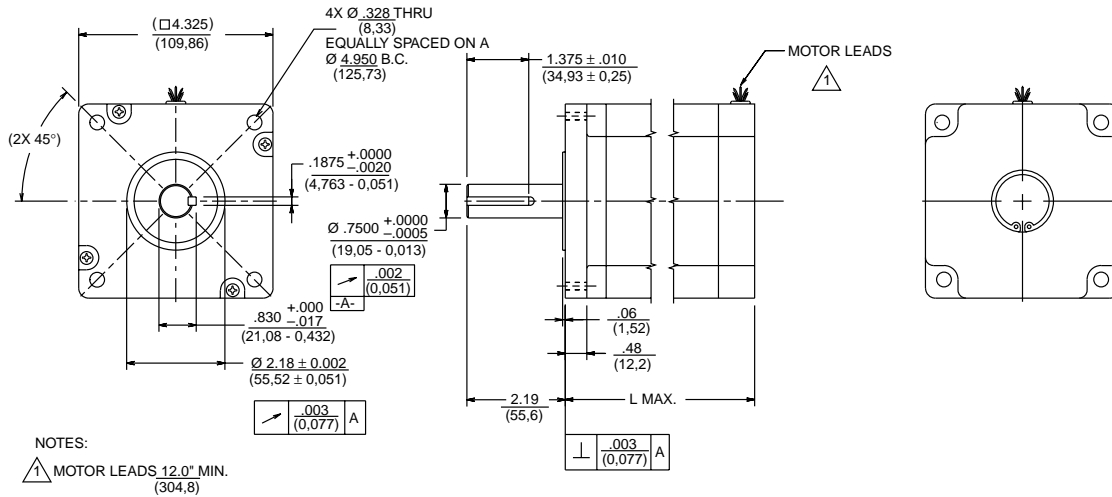 (□4.325)
(109,86)
4X Ø .328 THRU
(8,33)
EQUALLY SPACED ON A
Ø 4.950 B.C.
(125,73)
(2X 45°)
.1875 +.0000
–.0020
(4,763 - 0,051)
Ø .7500 +.0000
–.0005
(19,05 - 0,013)
.002
(0,051)
-A-
.830 +.000
–.017
(21,08 - 0,432)
Ø 2.18 ± 0.002
(55,52 ± 0,051)
.003
(0,077)
A
1.375 ± .010
(34,93 ± 0,25)
MOTOR LEADS
1
.06
(1,52)
.48
(12,2)
2.19
(55,6)
L MAX.
⊥ .003
(0,077)
A
NOTES:
1 MOTOR LEADS 12.0" MIN.
(304,8)